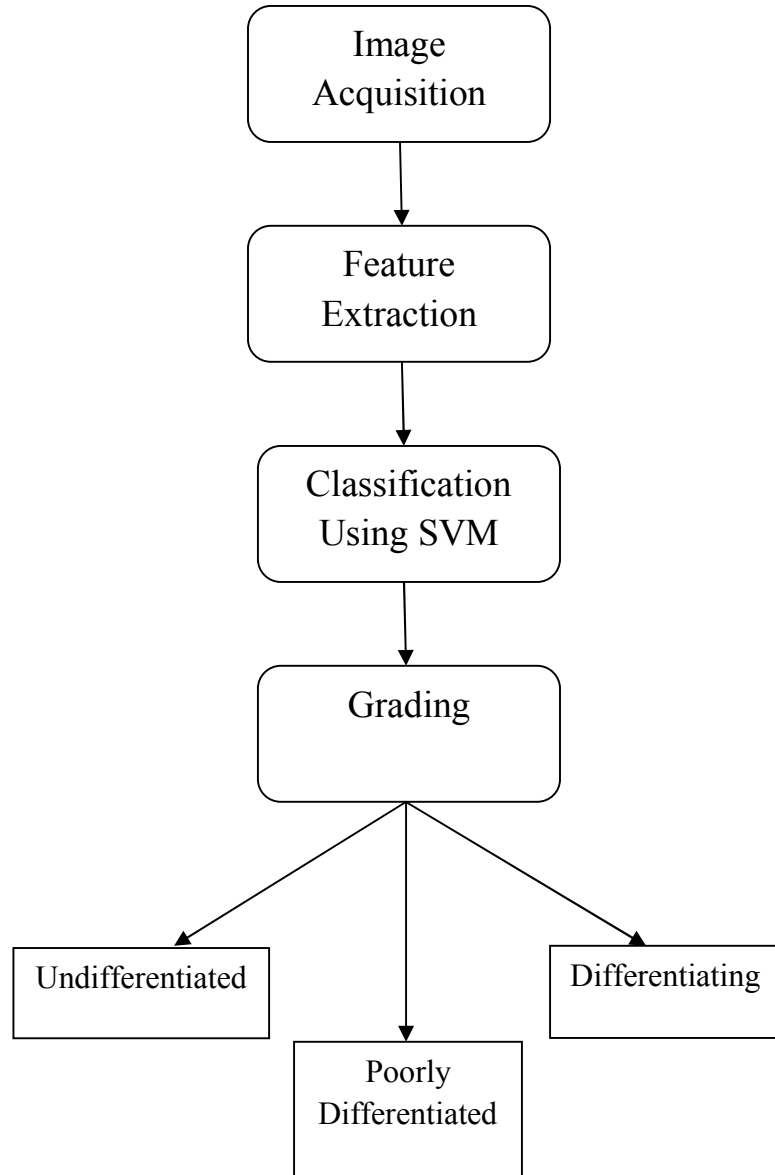 Image
Acquisition
Feature
Extraction
Classification
Using SVM
Grading
Undifferentiated
Differentiating
Poorly
Differentiated